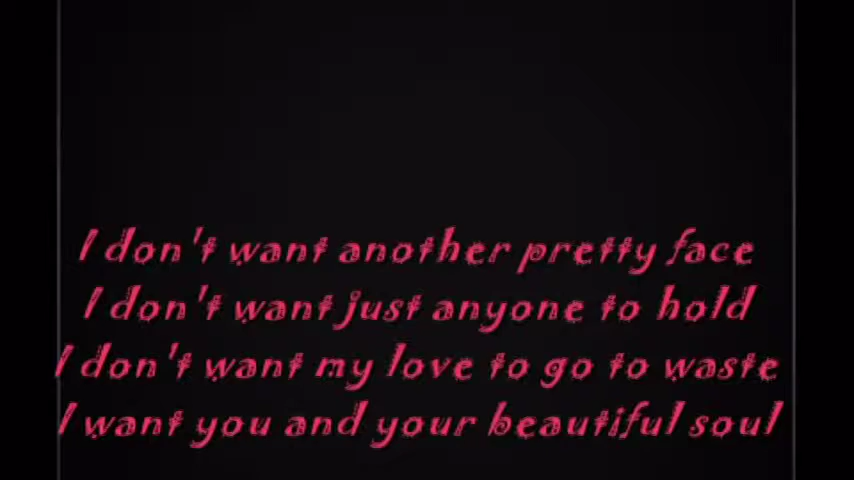 I don't want another pretty face
I don't want just anyone to hold
I don't want my love to go to waste
I want you and your beautiful soul